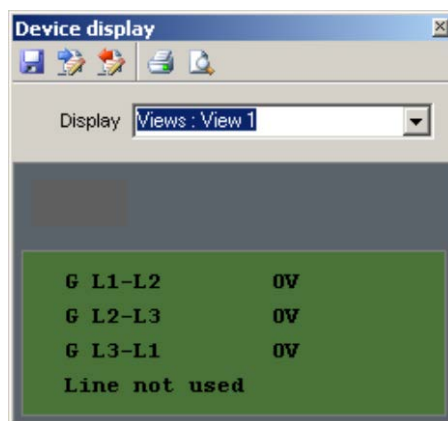 Device display
Display Views : View 1
G L1-L2 0V
G L2-L3 0V
G L3-L1 0V
Line not used